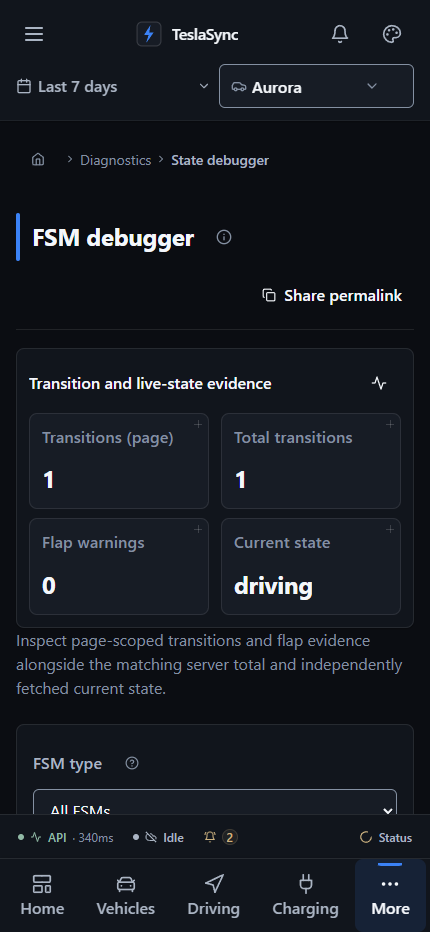 TeslaSync
Last 7 days
Aurora
Diagnostics State debugger
FSM debugger
Share permalink
Transition and live-state evidence
Transitions (page)
1
Total transitions
1
Flap warnings
0
Current state
driving
Inspect page-scoped transitions and flap evidence
alongside the matching server total and independently
fetched current state.
FSM type
All FSMs
API · 340ms
Idle
2
Status
Home
Vehicles
Driving
Charging
More